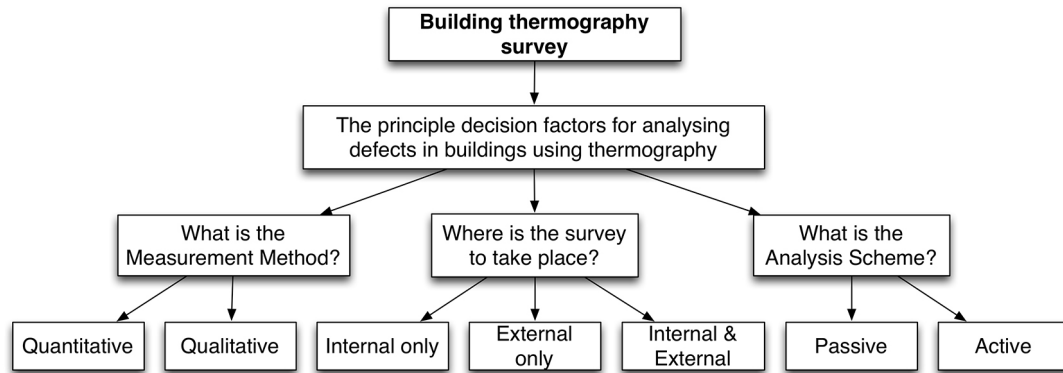 Building thermography
survey
The principle decision factors for analysing
defects in buildings using thermography
What is the
Measurement Method?
Where is the survey
to take place?
What is the
Analysis Scheme?
Quantitative
Qualitative
Internal only
External
only
Internal &
External
Passive
Active